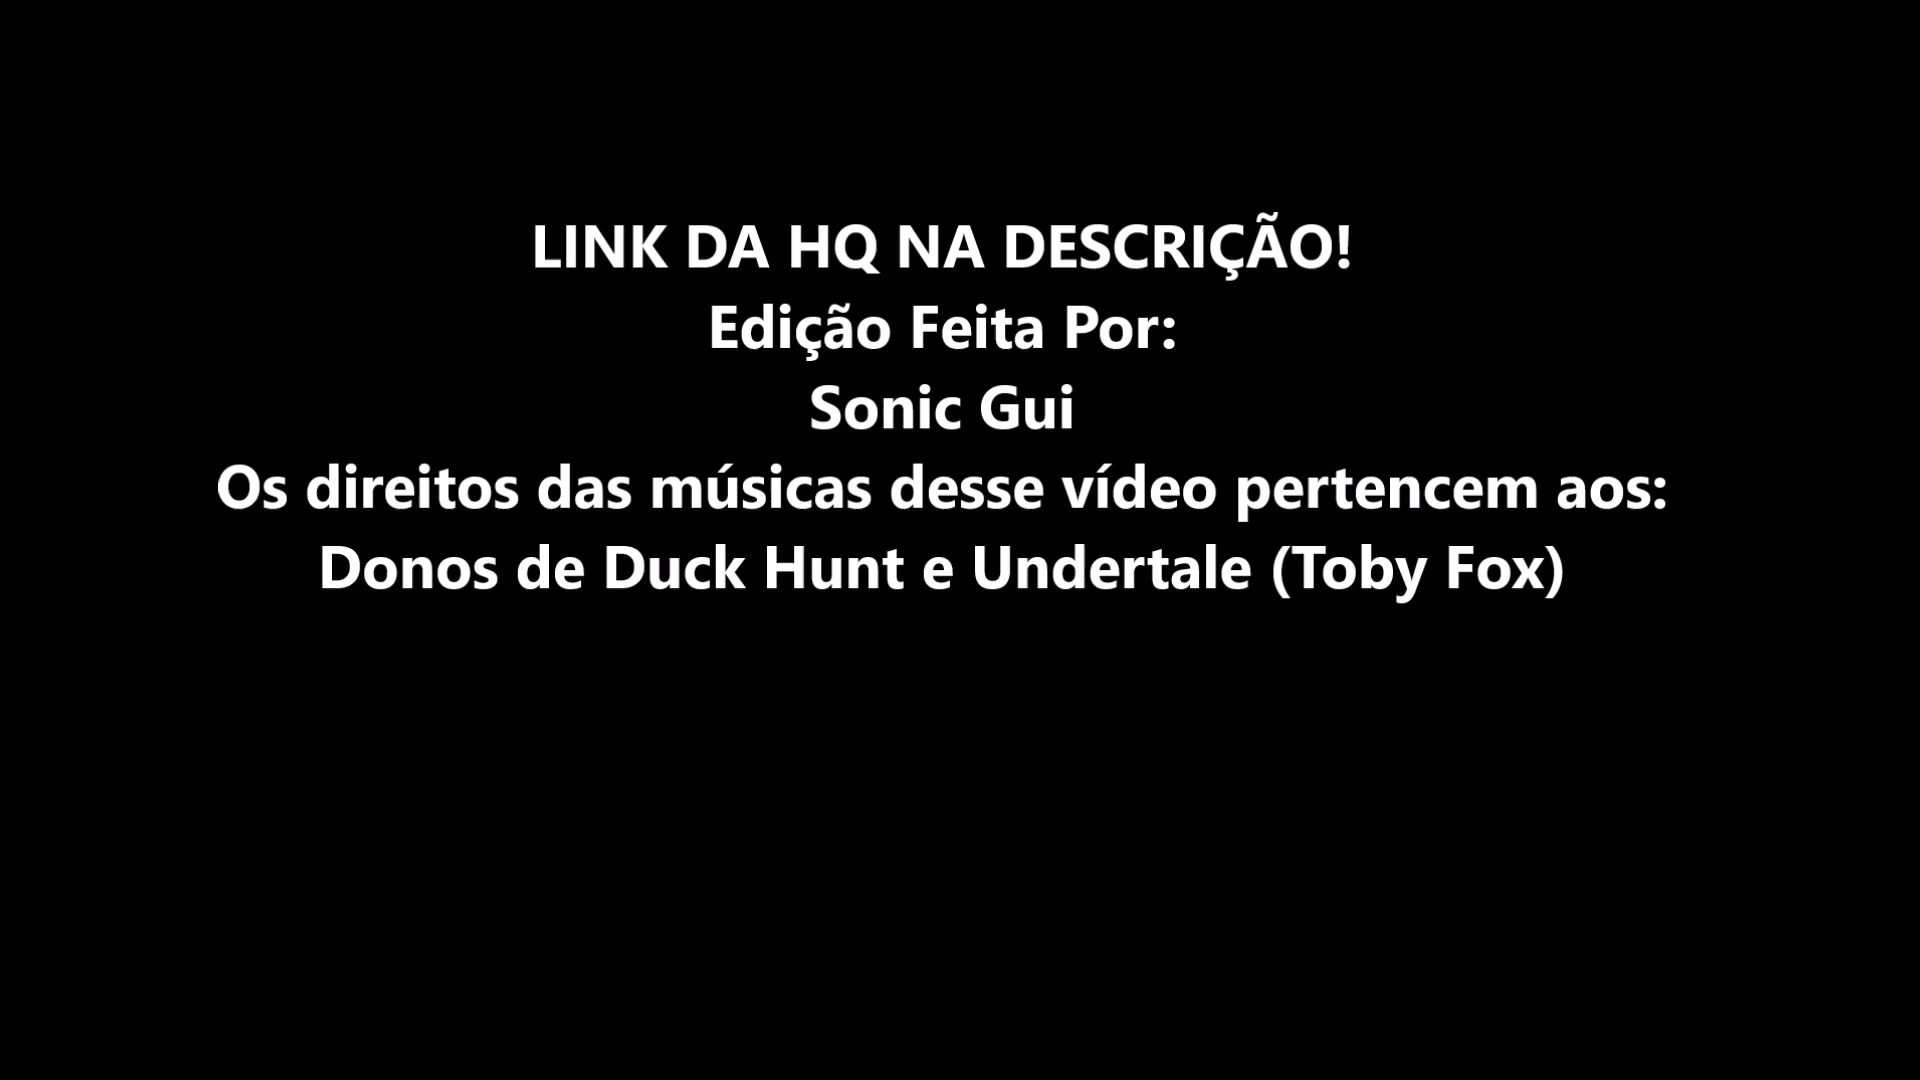 LINK DA HQ NA DESCRIÇÃO!
Edição Feita Por:
Sonic Gui
Os direitos das músicas desse vídeo pertencem aos:
Donos de Duck Hunt e Undertale (Toby Fox)